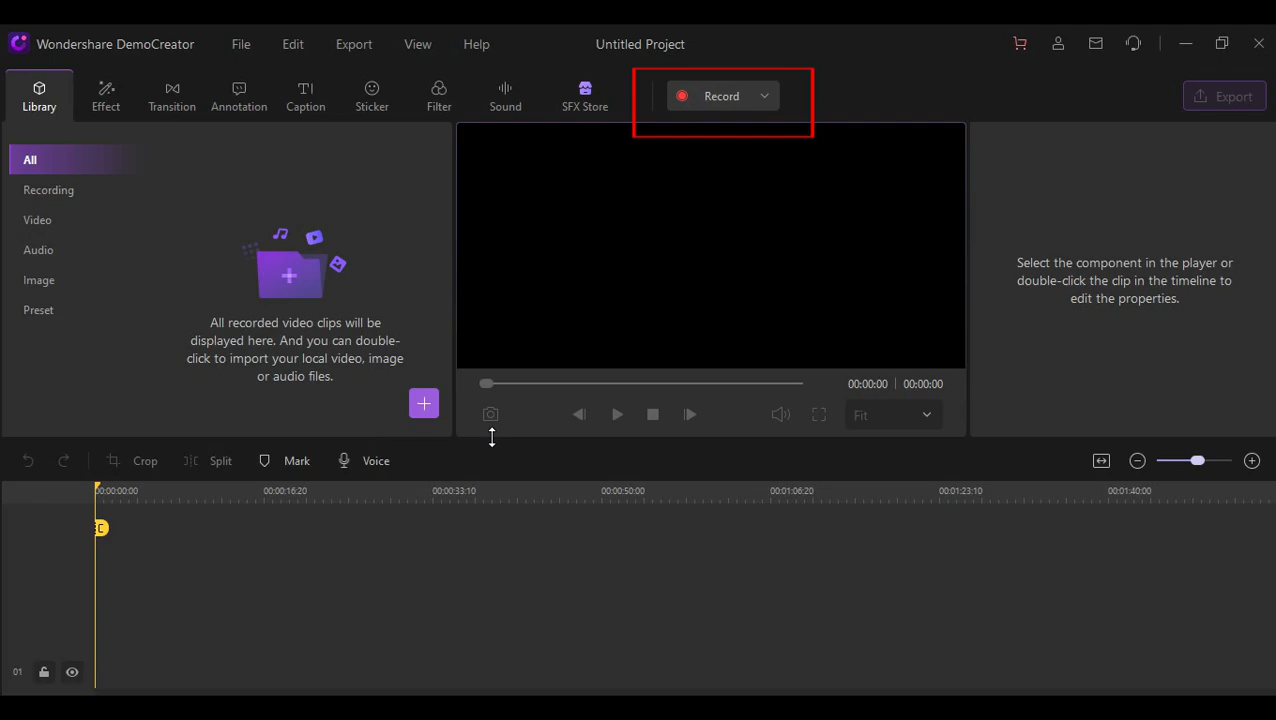 Wondershare DemoCreator File Edit Export View Help Untitled Project
Library Effect Transition Annotation Caption Sticker Filter Sound SFX Store Record Export
All
Recording
Video
Audio
Image
Preset
All recorded video clips will be
displayed here. And you can double-
click to import your local video, image
or audio files.
Select the component in the player or
double-click the clip in the timeline to
edit the properties.
00:00:00 | 00:00:00
Fit
Crop Split Mark Voice
00:00:00:00 00:00:16:20 00:00:33:10 00:00:50:00 00:01:06:20 00:01:23:10 00:01:40:00
01